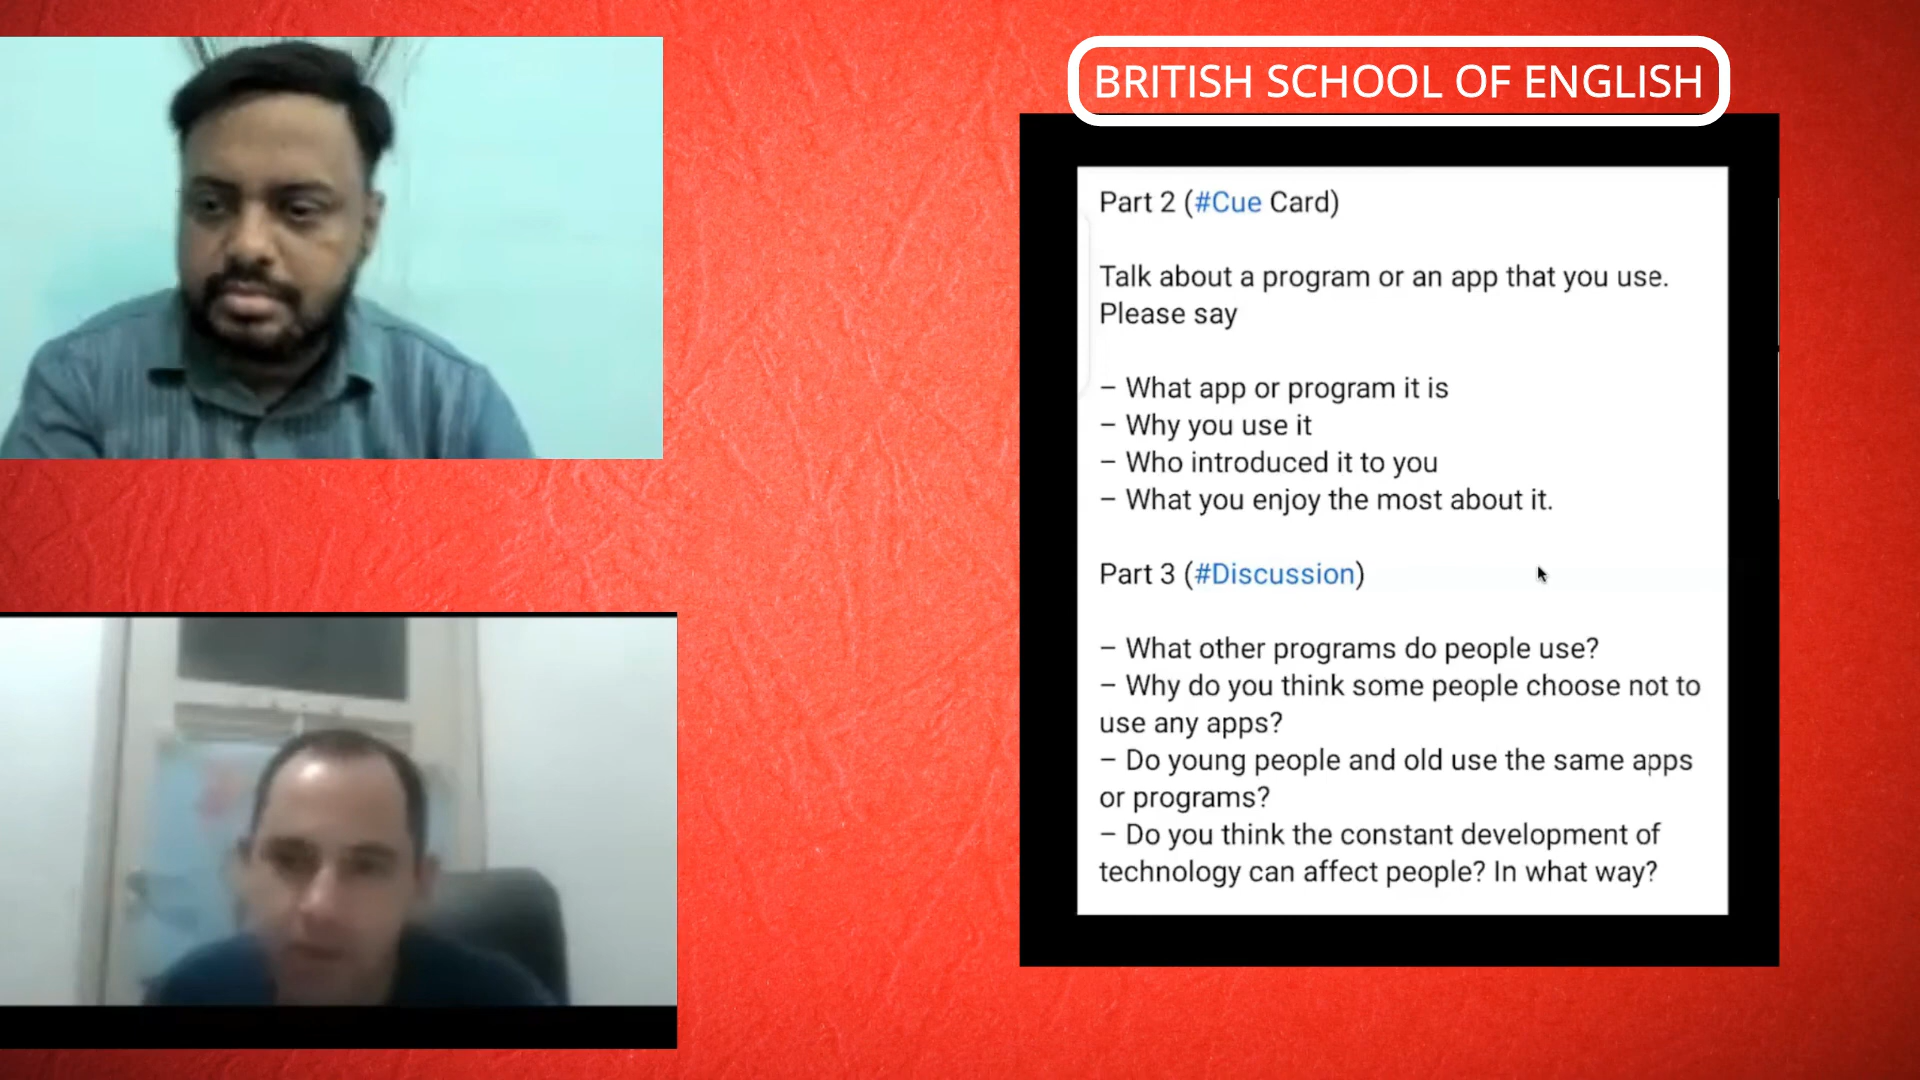 BRITISH SCHOOL OF ENGLISH
Part 2 (#Cue Card)
Talk about a program or an app that you use.
Please say
– What app or program it is
– Why you use it
– Who introduced it to you
– What you enjoy the most about it.
Part 3 (#Discussion)
– What other programs do people use?
– Why do you think some people choose not to
use any apps?
– Do young people and old use the same apps
or programs?
– Do you think the constant development of
technology can affect people? In what way?